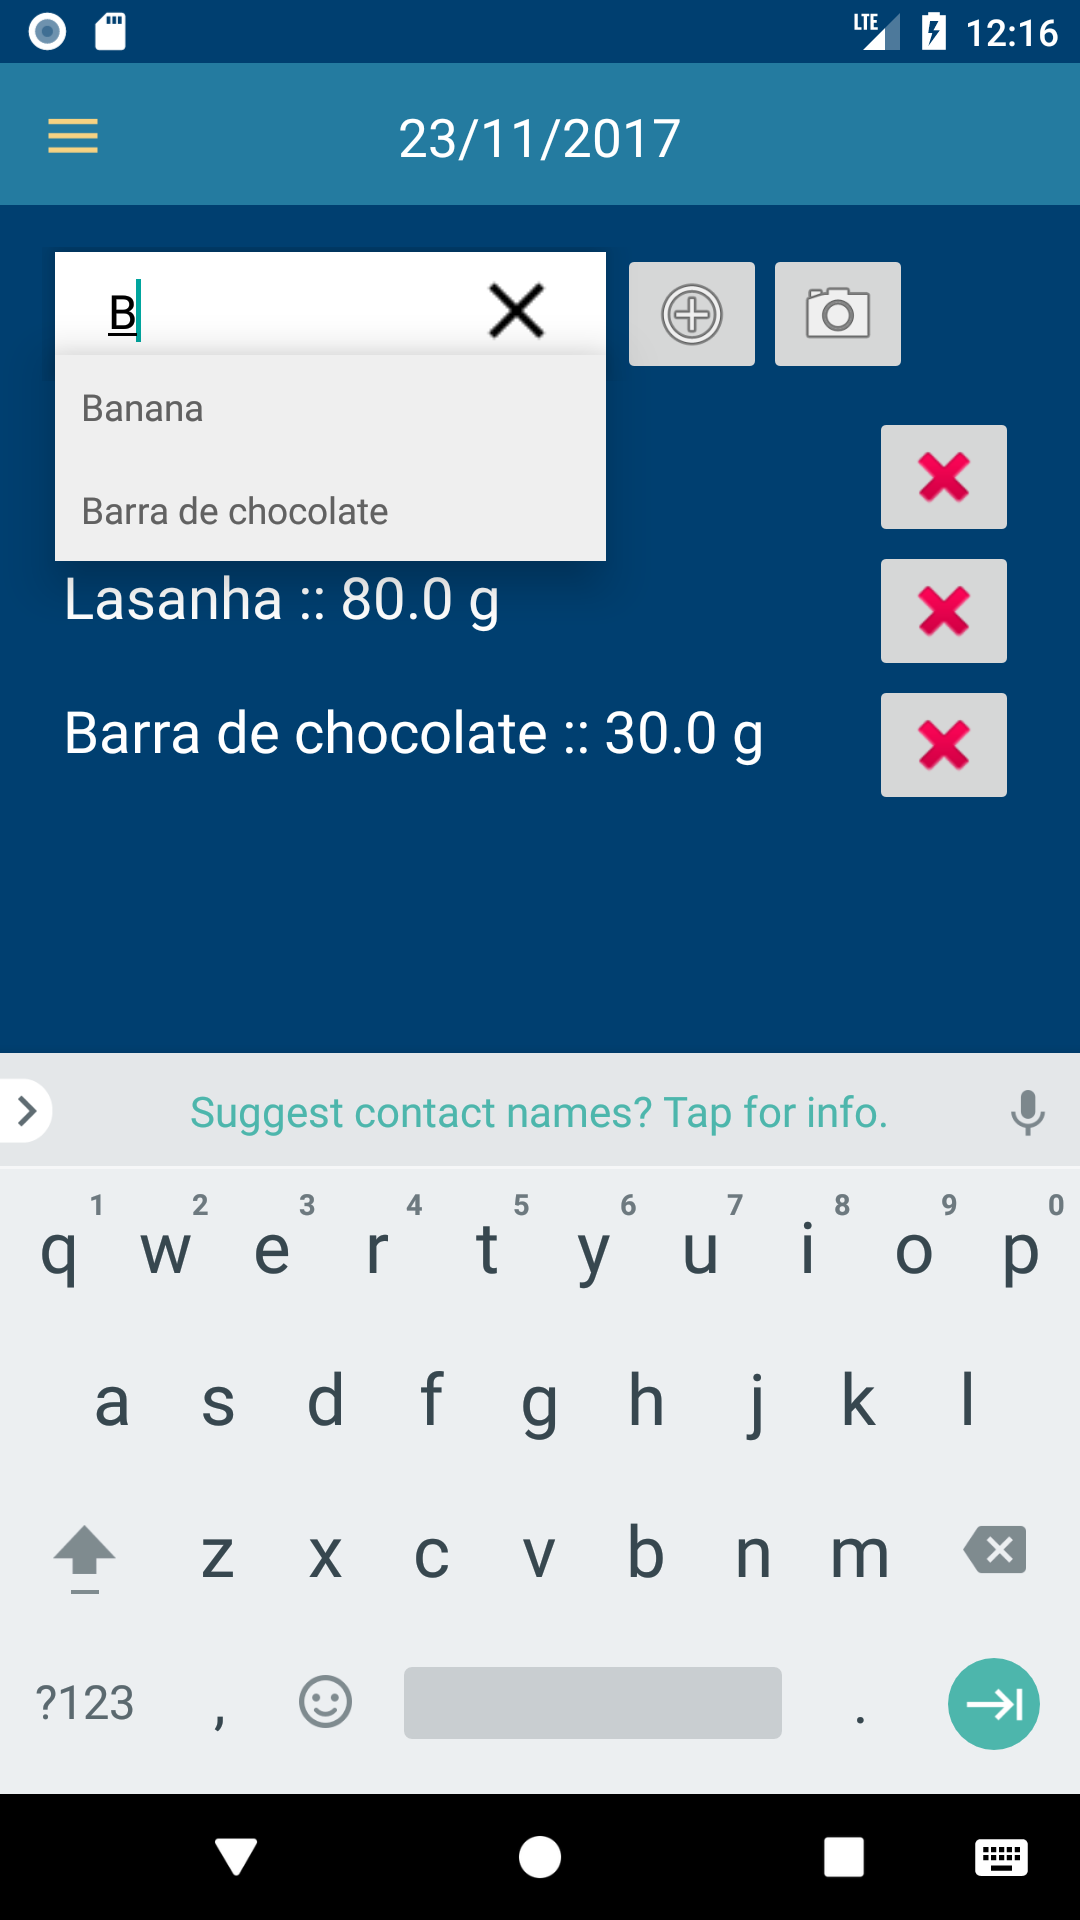 LTE 12:16
23/11/2017
B
Banana
Barra de chocolate
Lasanha :: 80.0 g
Barra de chocolate :: 30.0 g
Suggest contact names? Tap for info.
1 2 3 4 5 6 7 8 9 0
q w e r t y u i o p
a s d f g h j k l
z x c v b n m
?123 , .